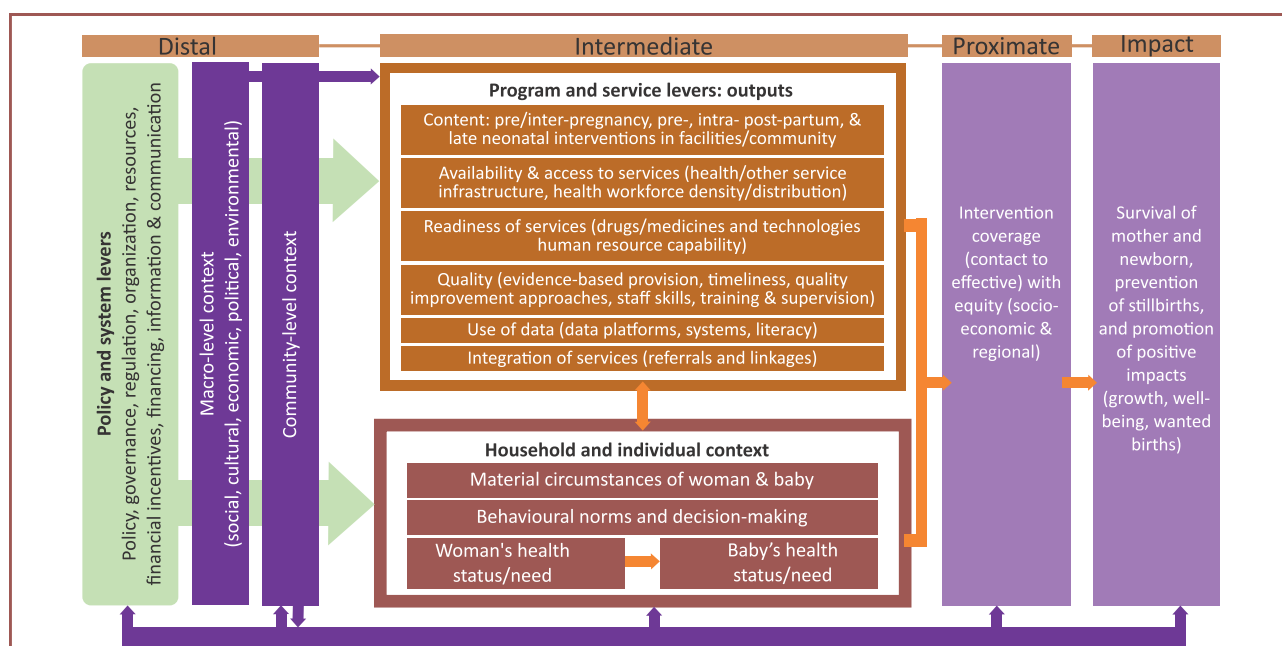 Distal
Intermediate
Proximate
Impact
Policy and system levers
Policy, governance, regulation, organization, resources,
financial incentives, financing, information & communication
Macro-level context
(social, cultural, economic, political, environmental)
Community-level context
Program and service levers: outputs
Content: pre/inter-pregnancy, pre-, intra- post-partum, &
late neonatal interventions in facilities/community
Availability & access to services (health/other service
infrastructure, health workforce density/distribution)
Readiness of services (drugs/medicines and technologies
human resource capability)
Quality (evidence-based provision, timeliness, quality
improvement approaches, staff skills, training & supervision)
Use of data (data platforms, systems, literacy)
Integration of services (referrals and linkages)
Household and individual context
Material circumstances of woman & baby
Behavioural norms and decision-making
Woman's health
status/need
Baby’s health
status/need
Intervention
coverage
(contact to
effective) with
equity (socio-
economic &
regional)
Survival of
mother and
newborn,
prevention
of stillbirths,
and promotion
of positive
impacts
(growth, well-
being, wanted
births)